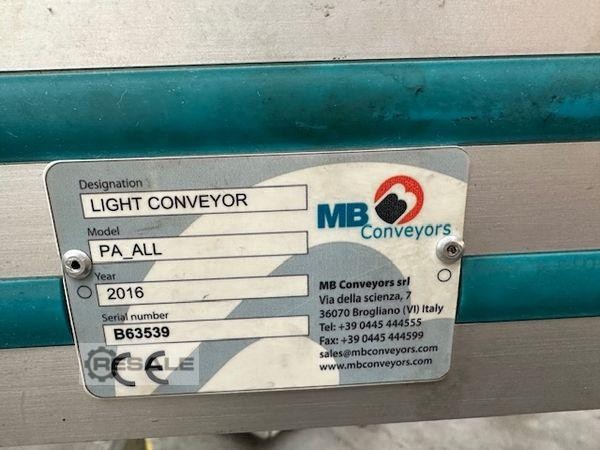 Designation
LIGHT CONVEYOR
Model
PA_ALL
Year
2016
Serial number
B63539
CE
RESALE
MB
Conveyors
MB Conveyors srl
Via della scienza, 7
36070 Brogliano (VI) Italy
Tel: +39 0445 444555
Fax: +39 0445 444599
sales@mbconveyors.com
www.mbconveyors.com